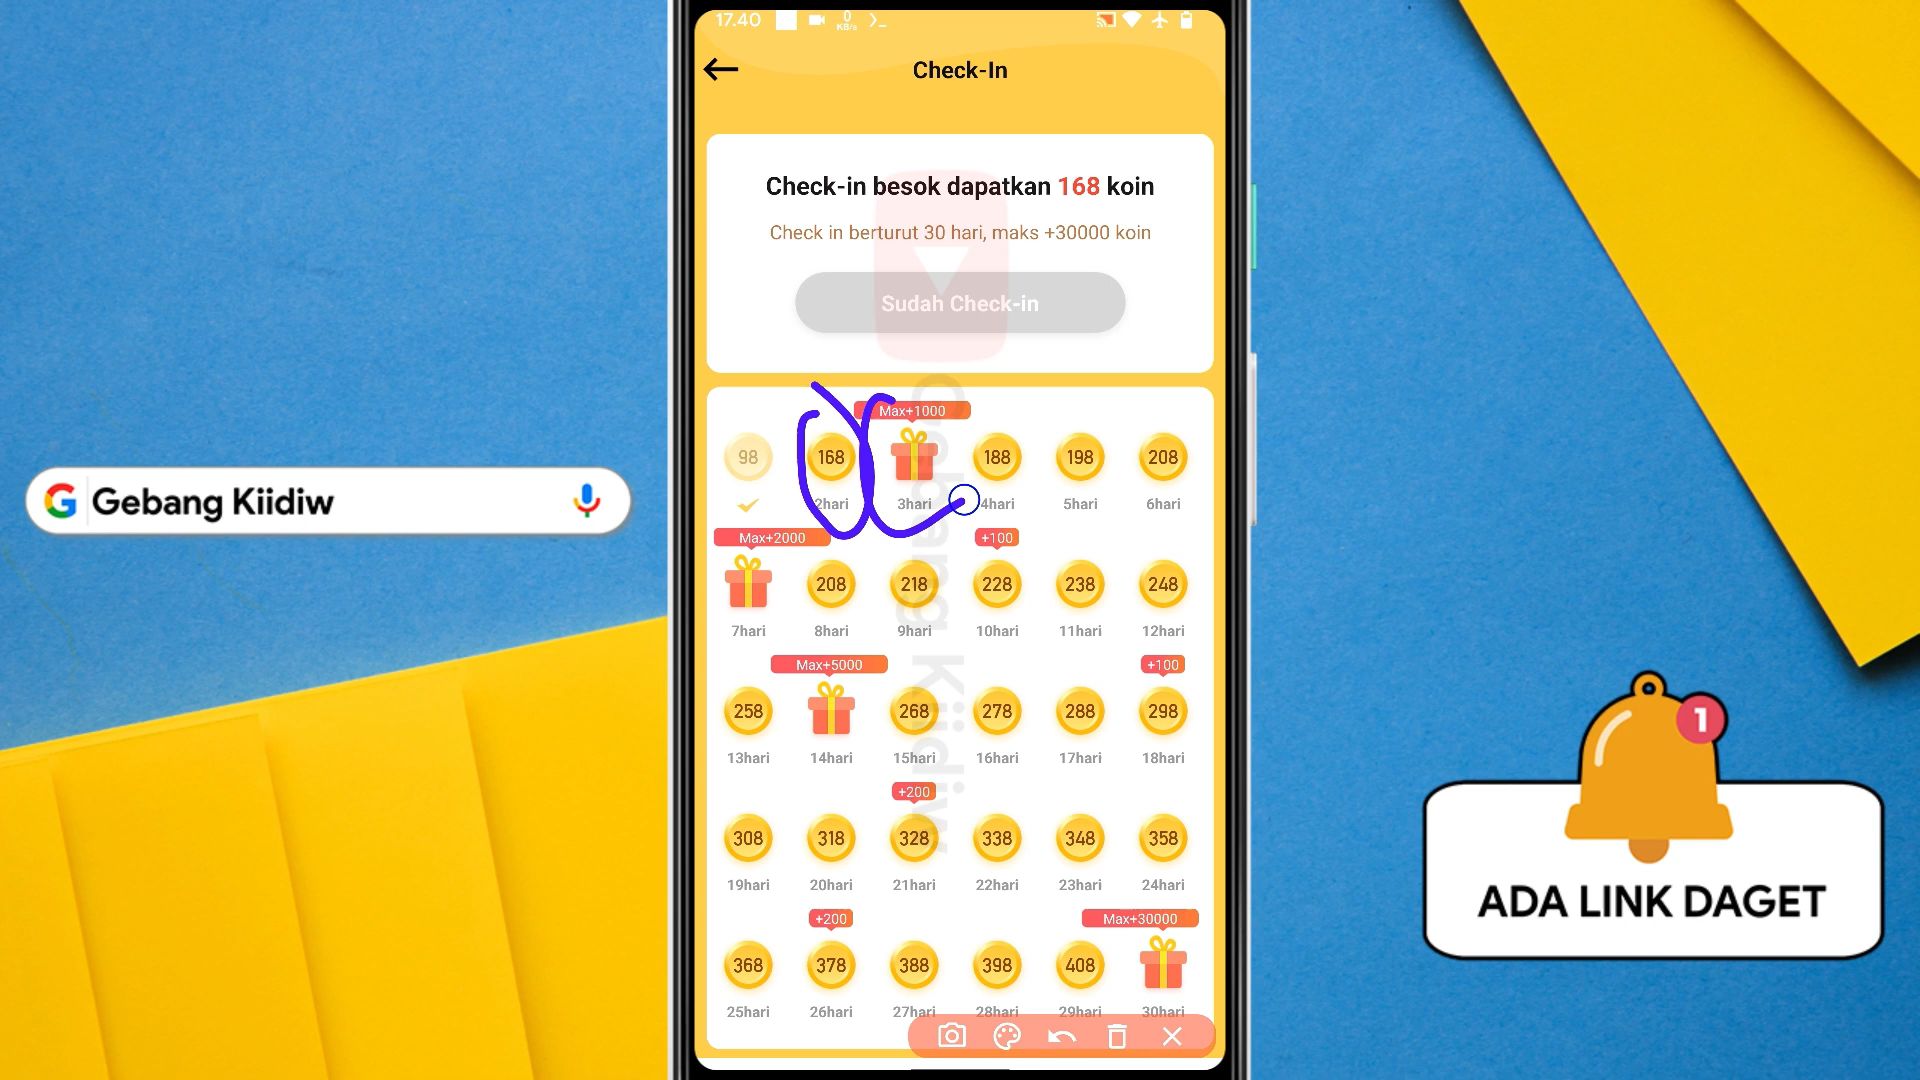 17.40
0
KB/s
Check-In
Check-in besok dapatkan 168 koin
Check in berturut 30 hari, maks +30000 koin
Sudah Check-in
Max+1000
98 168 188 198 208
2hari 3hari 4hari 5hari 6hari
Max+2000 +100
208 218 228 238 248
7hari 8hari 9hari 10hari 11hari 12hari
Max+5000 +100
258 268 278 288 298
13hari 14hari 15hari 16hari 17hari 18hari
+200
308 318 328 338 348 358
19hari 20hari 21hari 22hari 23hari 24hari
+200 Max+30000
368 378 388 398 408
25hari 26hari 27hari 28hari 29hari 30hari
Gebang Kiidiw
G Gebang Kiidiw
1
ADA LINK DAGET